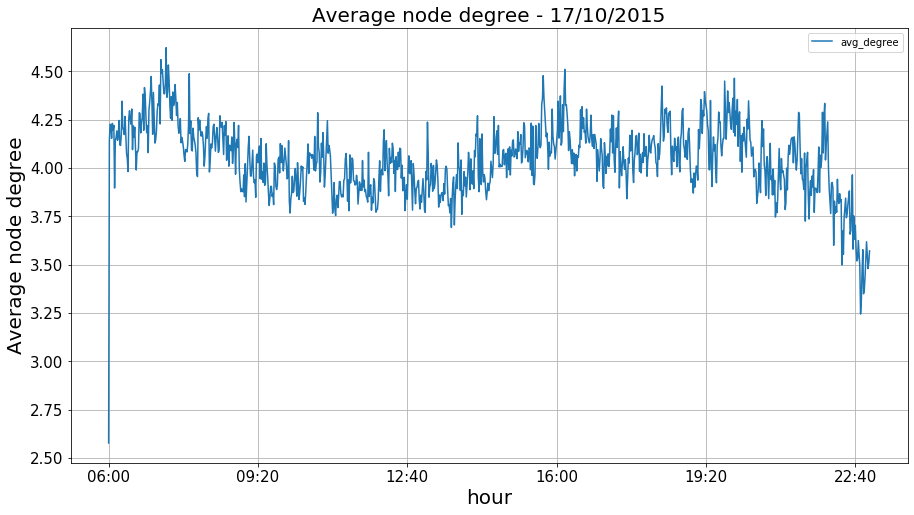 Average node degree - 17/10/2015
avg_degree
Average node degree
4.50
4.25
4.00
3.75
3.50
3.25
3.00
2.75
2.50
06:00 09:20 12:40 16:00 19:20 22:40
hour